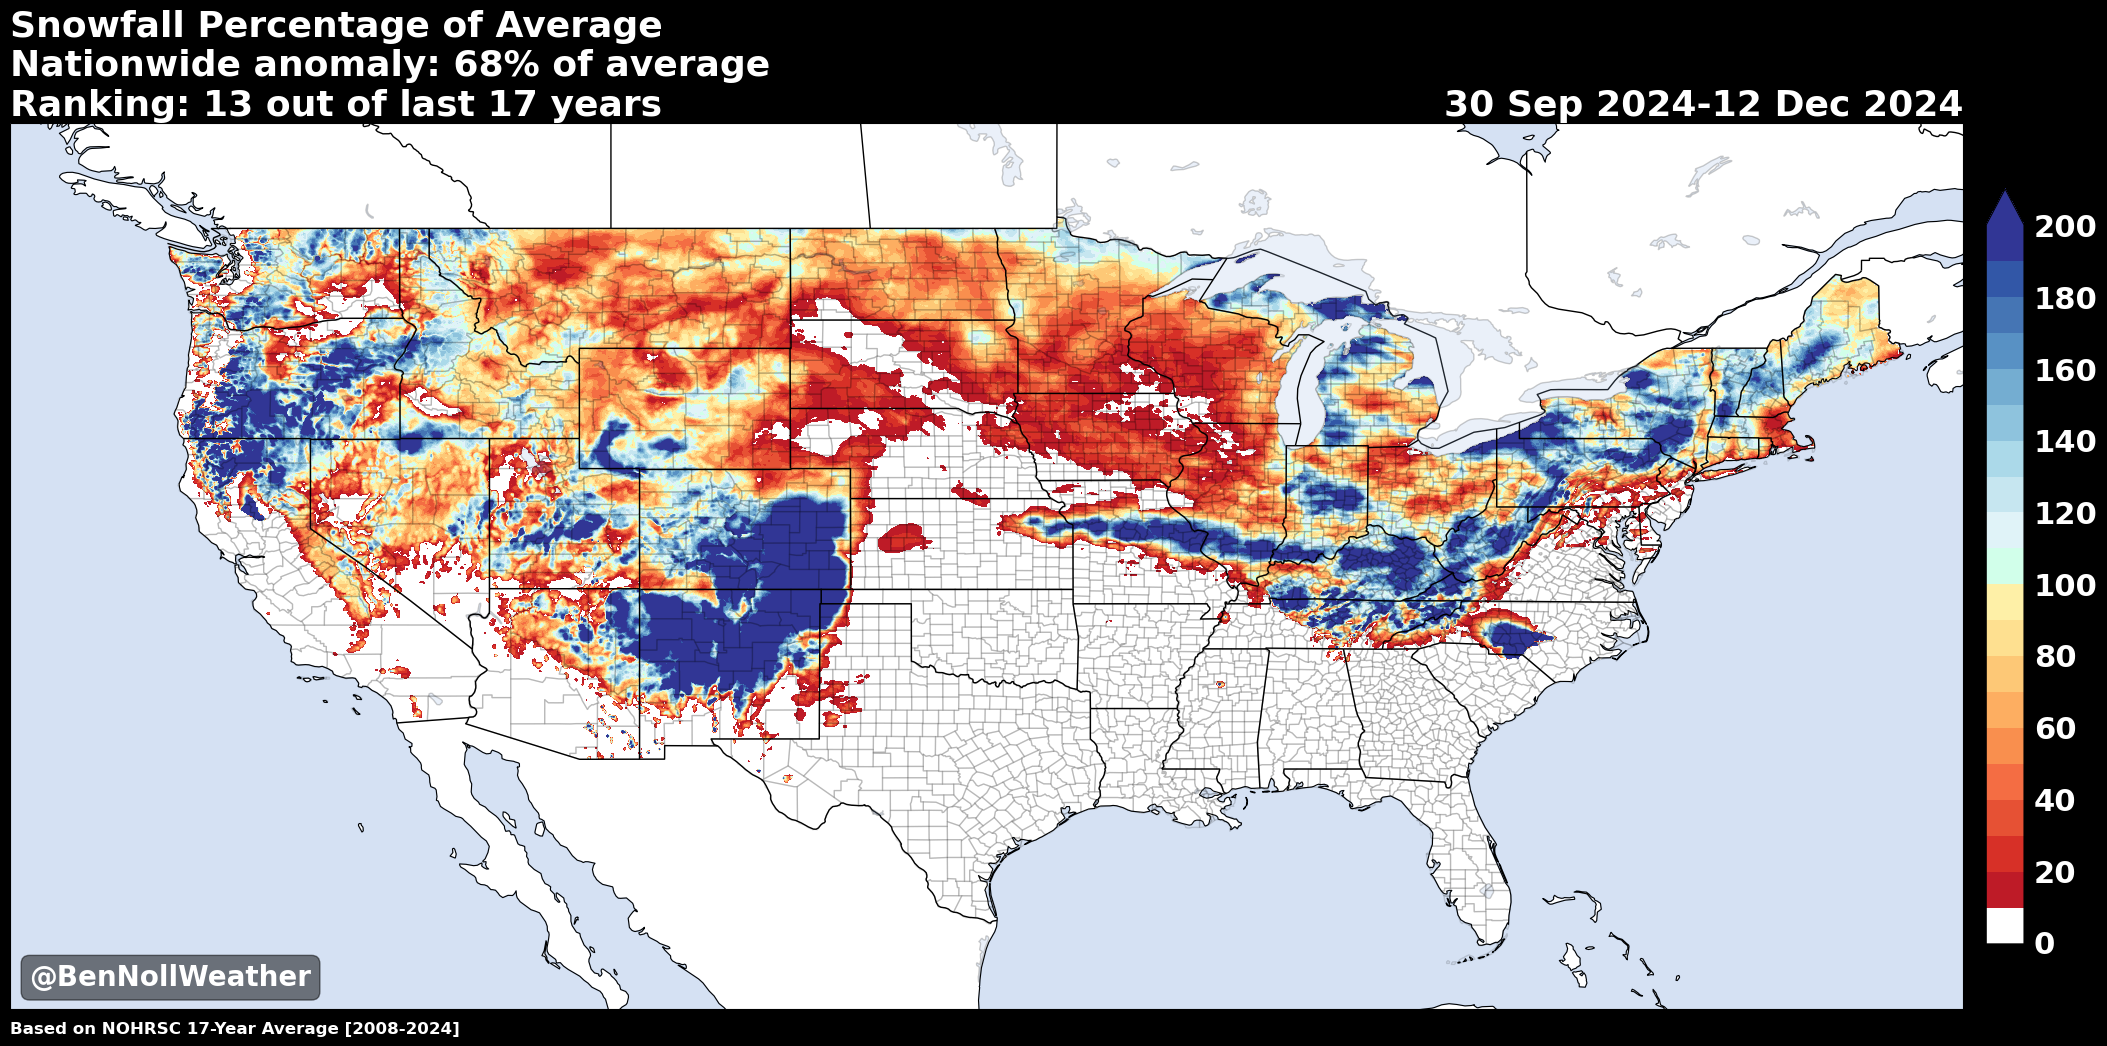 Snowfall Percentage of Average
Nationwide anomaly: 68% of average
Ranking: 13 out of last 17 years
30 Sep 2024-12 Dec 2024
200
180
160
140
120
100
80
60
40
20
0
@BenNollWeather
Based on NOHRSC 17-Year Average [2008-2024]